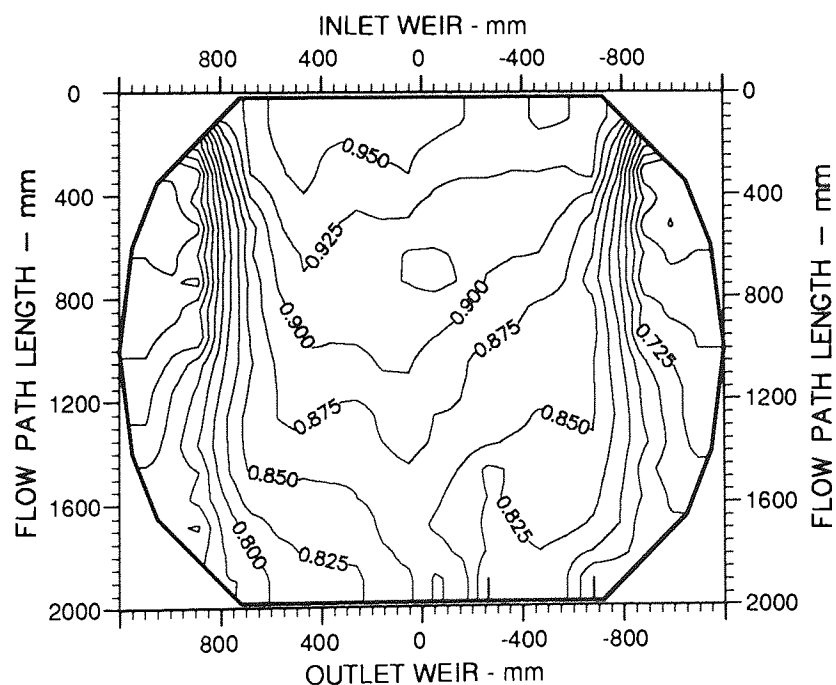 INLET WEIR - mm
800 400 0 -400 -800
0 0
0.950
400 400
0.925
800 0.900 0.900 800
0.875 0.725
1200 0.875 0.850 1200
0.850
1600 0.825 1600
0.800 0.825
2000 2000
800 400 0 -400 -800
OUTLET WEIR - mm
FLOW PATH LENGTH — mm
FLOW PATH LENGTH — mm